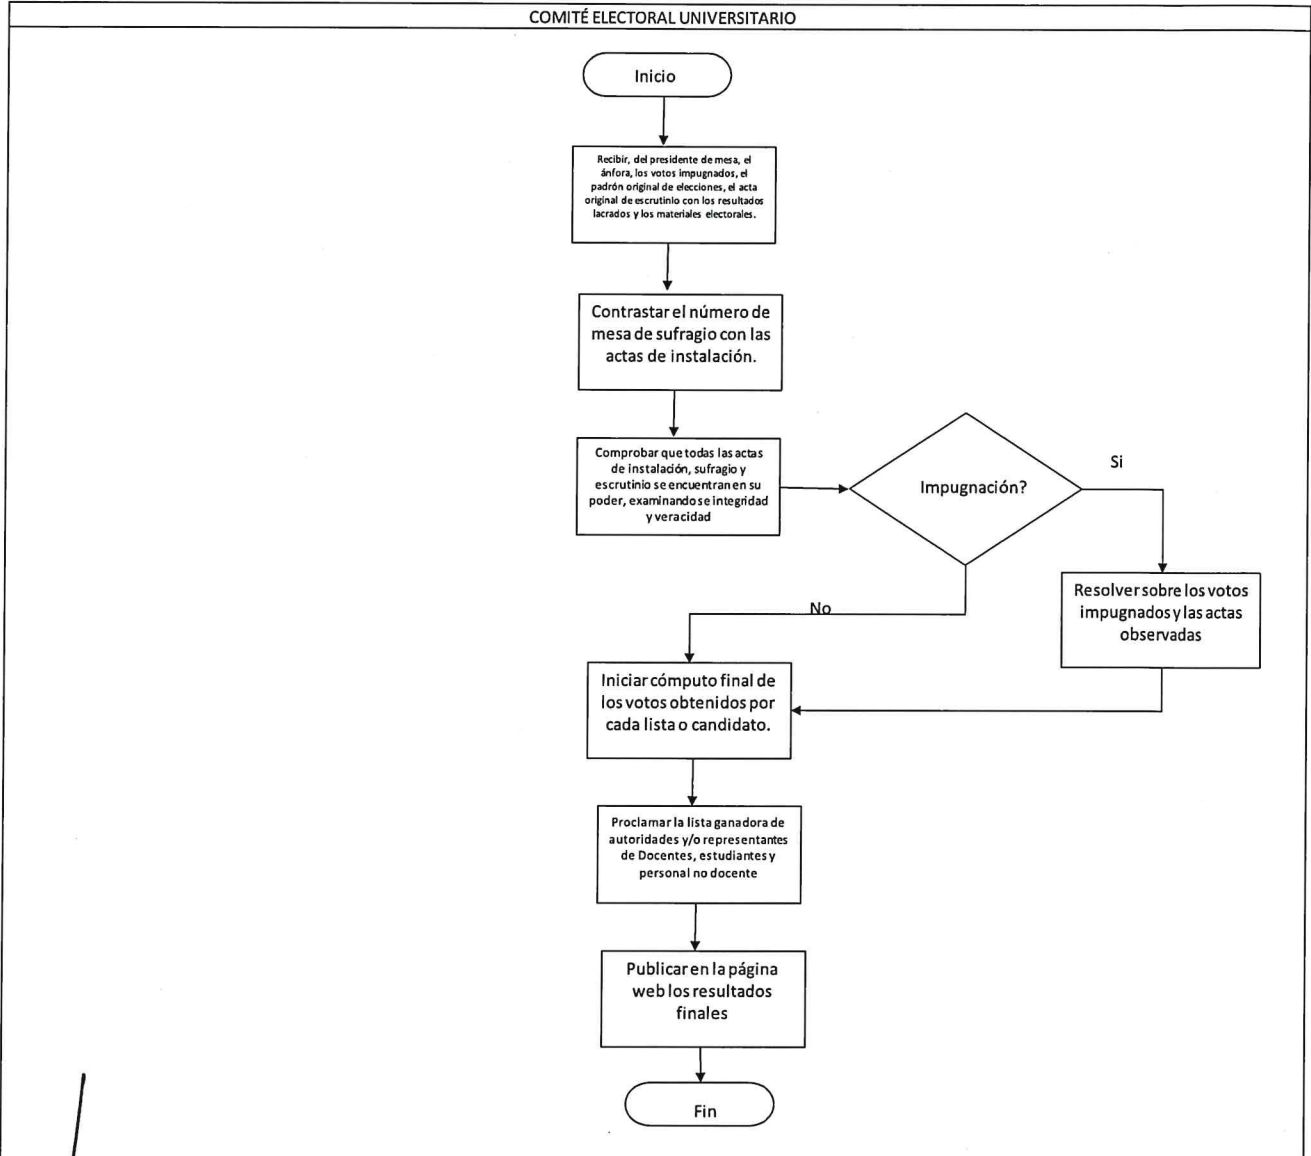 COMITÉ ELECTORAL UNIVERSITARIO
Inicio
Recibir, del presidente de mesa, el
ánfora, los votos impugnados, el
padrón original de elecciones, el acta
original de escrutinio con los resultados
lacrados y los materiales electorales.
Contrastar el número de
mesa de sufragio con las
actas de instalación.
Comprobar que todas las actas
de instalación, sufragio y
escrutinio se encuentran en su
poder, examinando se integridad
y veracidad
Impugnación?
Si
Resolver sobre los votos
impugnados y las actas
observadas
No
Iniciar cómputo final de
los votos obtenidos por
cada lista o candidato.
Proclamar la lista ganadora de
autoridades y/o representantes
de Docentes, estudiantes y
personal no docente
Publicar en la página
web los resultados
finales
Fin